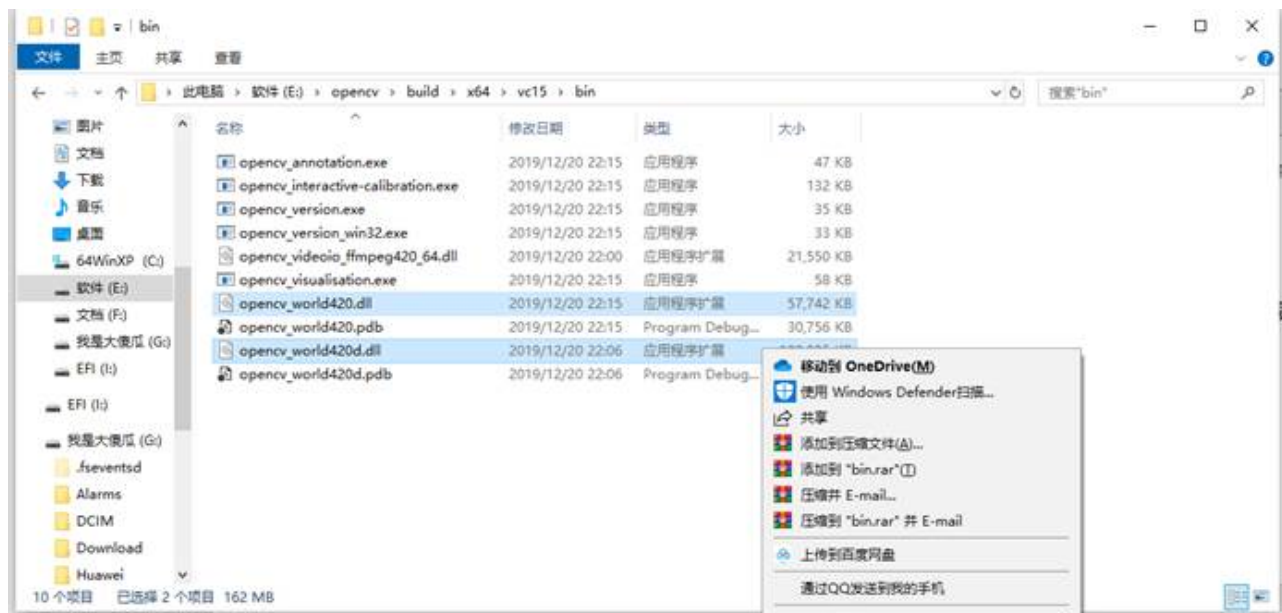 bin
文件 主页 共享 查看
此电脑 › 软件 (E:) › opencv › build › x64 › vc15 › bin 搜索"bin"
图片
文档
下载
音乐
桌面
64WinXP (C:)
软件 (E:)
文档 (F:)
我是大傻瓜 (G:)
EFI (I:)
EFI (I:)
我是大傻瓜 (G:)
.fseventsd
Alarms
DCIM
Download
Huawei
名称 修改日期 类型 大小
opencv_annotation.exe 2019/12/20 22:15 应用程序 47 KB
opencv_interactive-calibration.exe 2019/12/20 22:15 应用程序 132 KB
opencv_version.exe 2019/12/20 22:15 应用程序 35 KB
opencv_version_win32.exe 2019/12/20 22:15 应用程序 33 KB
opencv_videoio_ffmpeg420_64.dll 2019/12/20 22:00 应用程序扩展 21,550 KB
opencv_visualisation.exe 2019/12/20 22:15 应用程序 58 KB
opencv_world420.dll 2019/12/20 22:15 应用程序扩展 57,742 KB
opencv_world420.pdb 2019/12/20 22:15 Program Debug... 30,756 KB
opencv_world420d.dll 2019/12/20 22:06 应用程序扩展
opencv_world420d.pdb 2019/12/20 22:06 Program Debug...
移动到 OneDrive(M)
使用 Windows Defender扫描...
共享
添加到压缩文件(A)...
添加到 "bin.rar"(T)
压缩并 E-mail...
压缩到 "bin.rar" 并 E-mail
上传到百度网盘
通过QQ发送到我的手机
10 个项目 已选择 2 个项目 162 MB